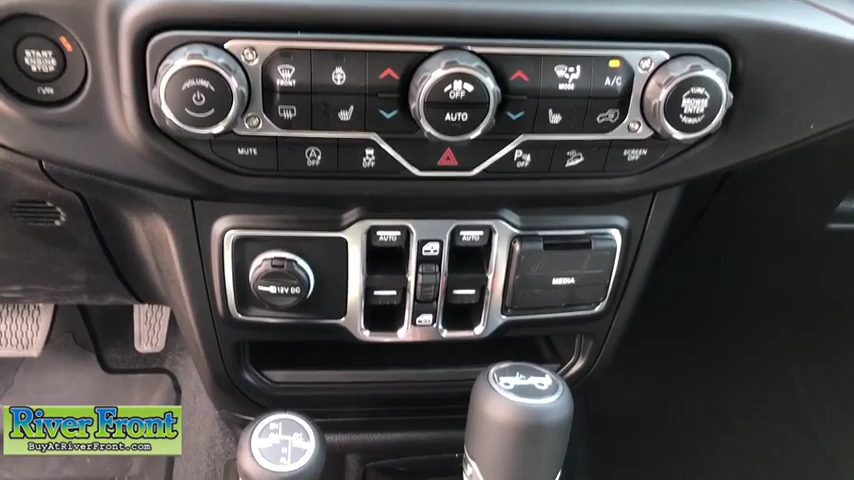 START
ENGINE
STOP
VOLUME
FRONT
OFF
AUTO
MODE
A/C
TUNE
BROWSE
ENTER
SCROLL
MUTE
OFF
OFF
OFF
SCREEN
OFF
AUTO
AUTO
12V DC
MEDIA
River Front
BuyAtRiverFront.com